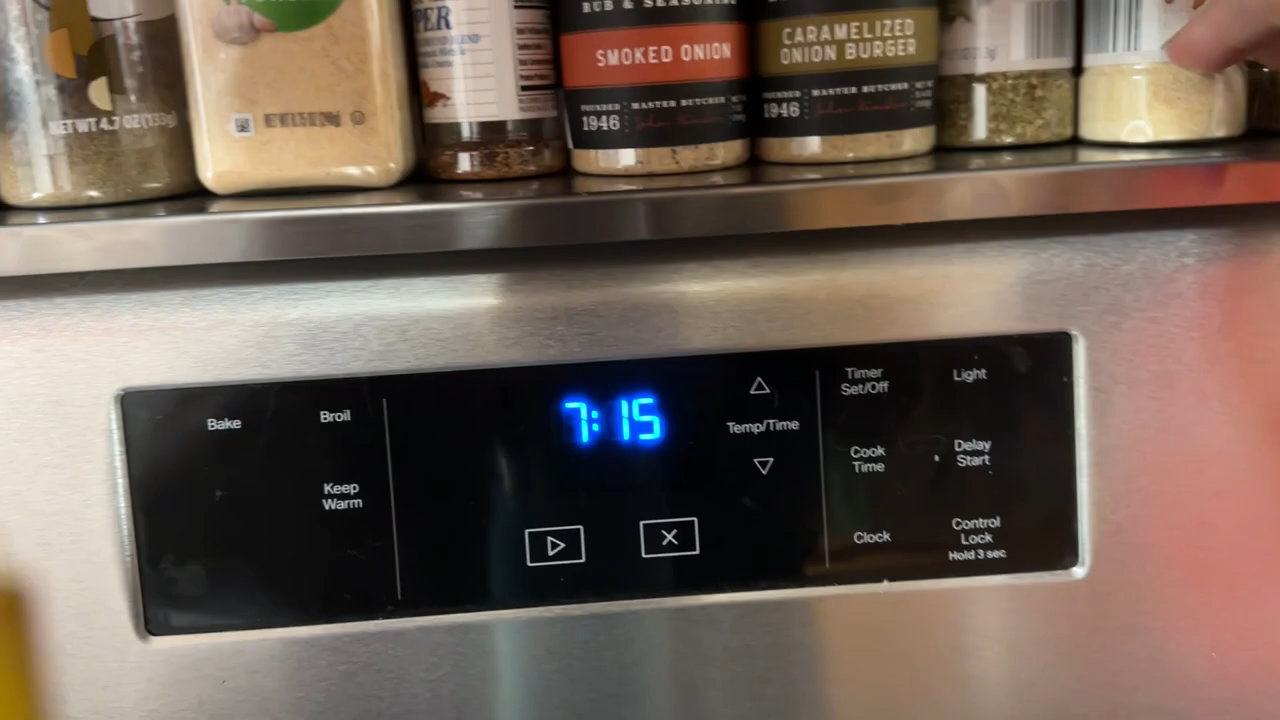 NET WT 4.7 OZ (133g)
PER
RUB & SEASONING
SMOKED ONION
FOUNDED
1946
MASTER BUTCHER
CARAMELIZED
ONION BURGER
FOUNDED
1946
MASTER BUTCHER
Bake
Broil
Keep
Warm
7:15
Temp/Time
Timer
Set/Off
Light
Cook
Time
Delay
Start
Clock
Control
Lock
Hold 3 sec